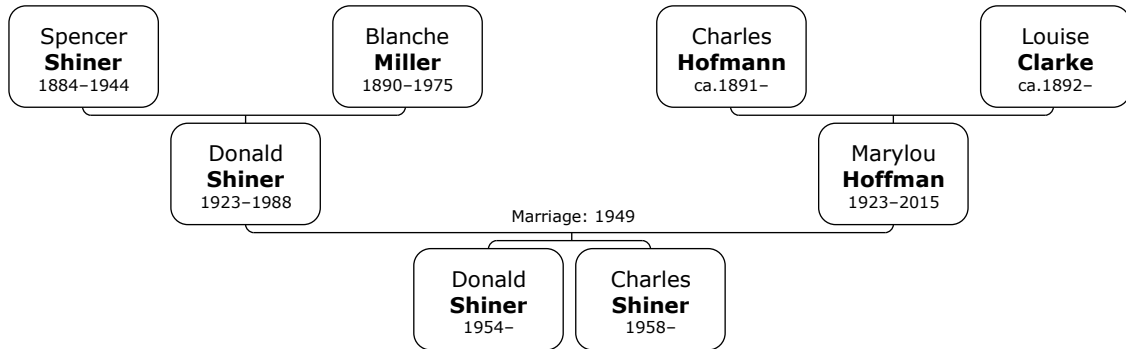 Spencer
Shiner
1884–1944
Blanche
Miller
1890–1975
Charles
Hofmann
ca.1891–
Louise
Clarke
ca.1892–
Donald
Shiner
1923–1988
Marylou
Hoffman
1923–2015
Marriage: 1949
Donald
Shiner
1954–
Charles
Shiner
1958–